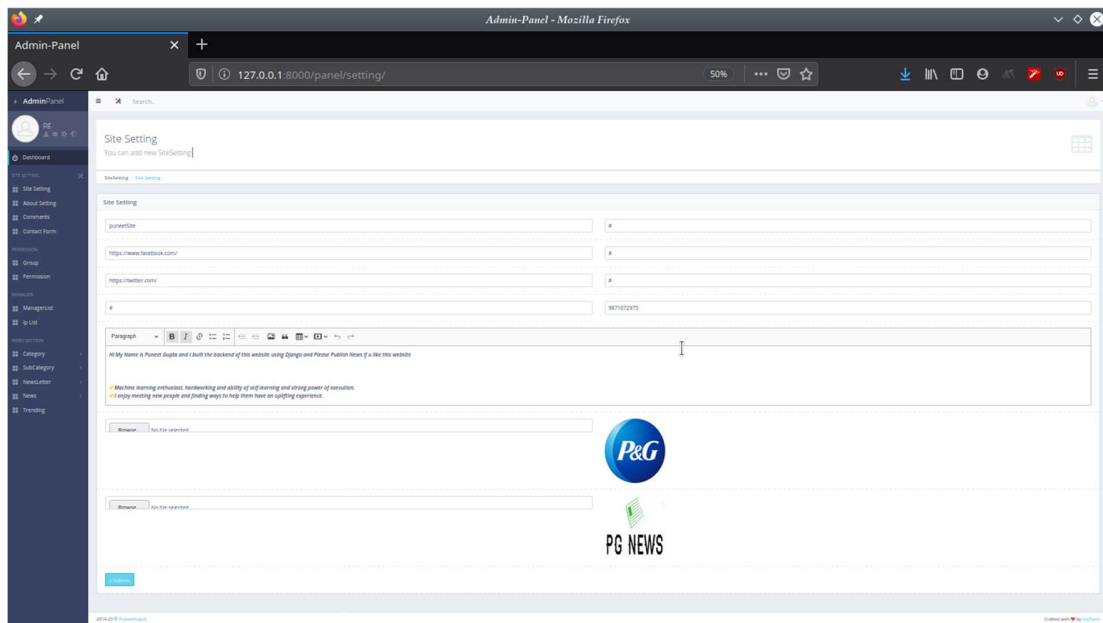 Admin-Panel - Mozilla Firefox
Admin-Panel
127.0.0.1:8000/panel/setting/
50%
AdminPanel
Search..
Dashboard
SITE SETTING
Site Setting
About Setting
Comments
Contact Form
PERMISSION
Group
Permission
MANAGER
ManagerList
Ip List
NEWS SECTION
Category
SubCategory
NewsLetter
News
Trending
Site Setting
You can add new SiteSetting
SiteSetting
Site Setting
Site Setting
puneetSite
#
https://www.facebook.com/
#
https://twitter.com/
#
#
9871672975
Paragraph
B I
Hi My Name is Puneet Gupta and i built the backend of this website using Django and Please Publish News if u like this website
👉Machine learning enthusiast, hardworking and ability of self-learning and strong power of execution.
👉I enjoy meeting new people and finding ways to help them have an uplifting experience.
Browse... No file selected.
P&G
Browse... No file selected.
PG NEWS
Submit
2014-20 © PuneetGupta
Crafted with ❤ by myTeam